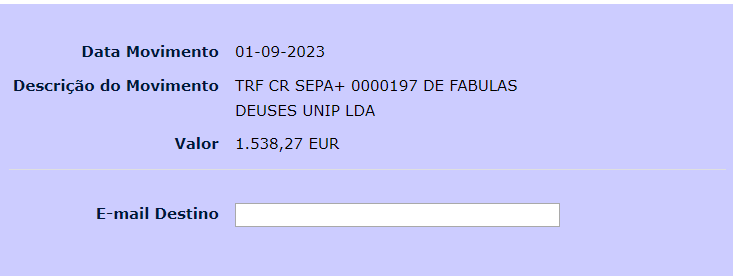 Data Movimento 01-09-2023
Descrição do Movimento TRF CR SEPA+ 0000197 DE FABULAS
DEUSES UNIP LDA
Valor 1.538,27 EUR
E-mail Destino